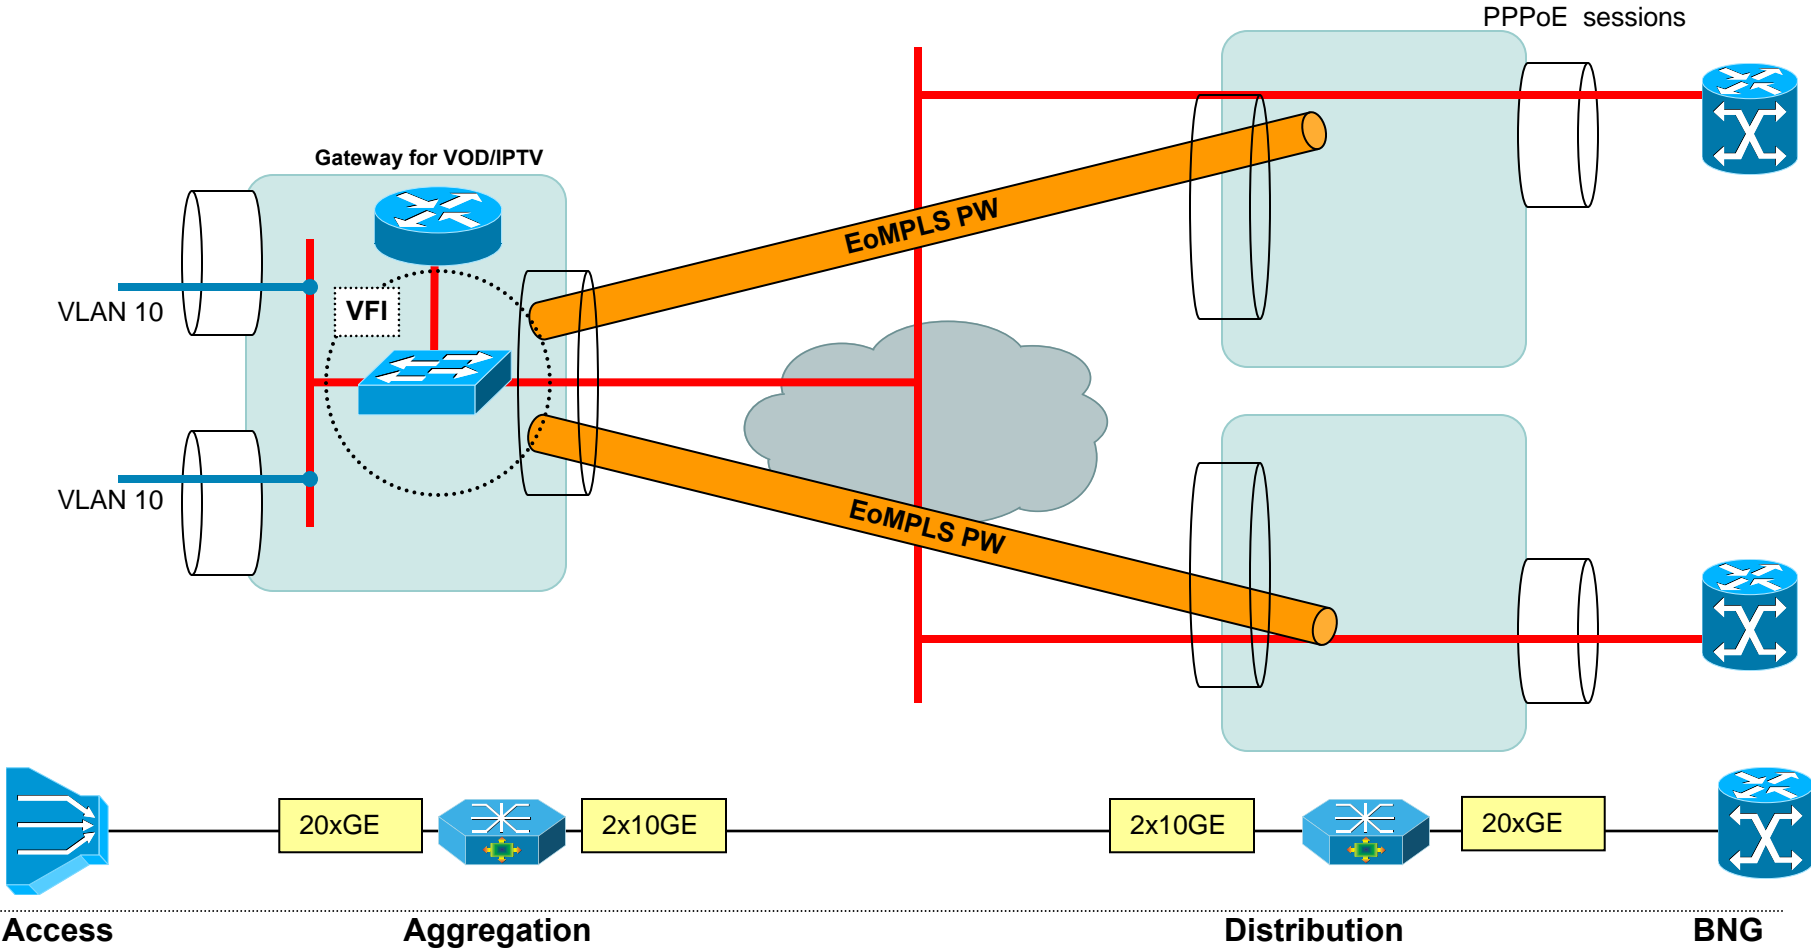 PPPoE sessions
Gateway for VOD/IPTV
VLAN 10
VFI
EoMPLS PW
VLAN 10
EoMPLS PW
20xGE
2x10GE
2x10GE
20xGE
Access
Aggregation
Distribution
BNG